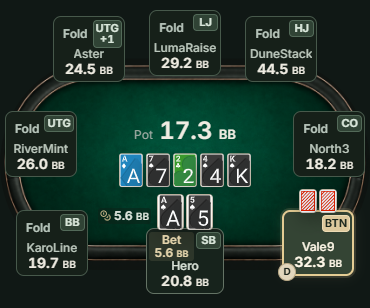 Fold UTG +1
Aster
24.5 BB
Fold LJ
LumaRaise
29.2 BB
Fold HJ
DuneStack
44.5 BB
Fold UTG
RiverMint
26.0 BB
Pot 17.3 BB
Fold CO
North3
18.2 BB
A 7 2 4 K
Fold BB
KaroLine
19.7 BB
5.6 BB
A 5
Bet SB
5.6 BB
Hero
20.8 BB
BTN
Vale9
32.3 BB
D